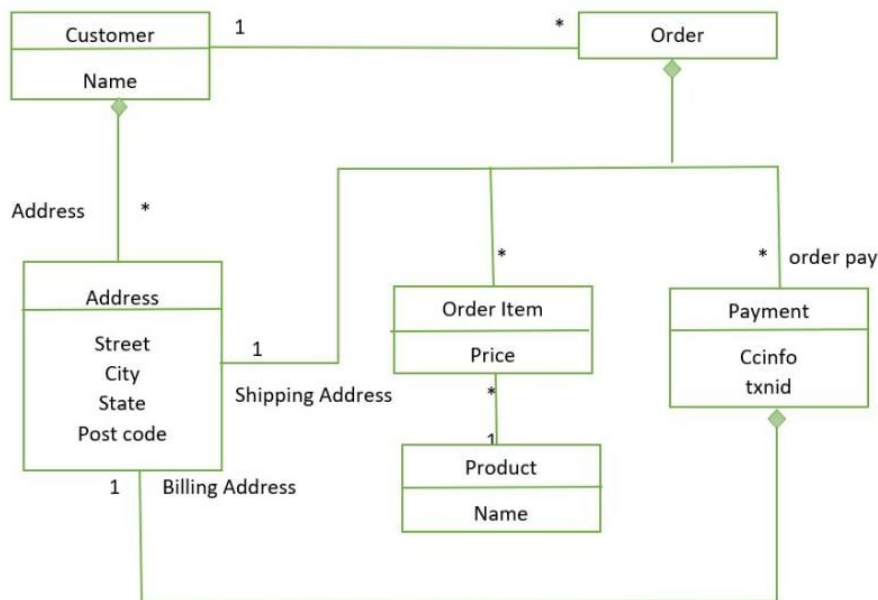 Customer
1
*
Order
Name
Address
*
*
*
order pay
Address
Street
City
State
Post code
1
Shipping Address
Order Item
Price
*
1
Product
Name
Payment
Ccinfo
txnid
1
Billing Address